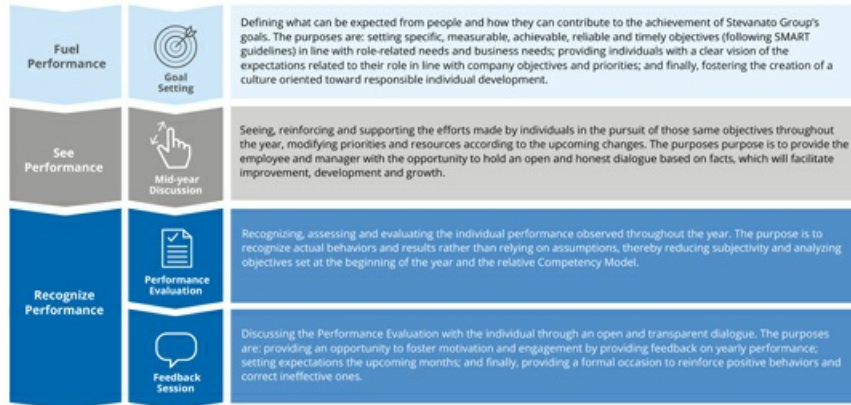 Fuel
Performance
Goal
Setting
Defining what can be expected from people and how they can contribute to the achievement of Stevanato Group's
goals. The purposes are: setting specific, measurable, achievable, reliable and timely objectives (following SMART
guidelines) in line with role-related needs and business needs; providing individuals with a clear vision of the
expectations related to their role in line with company objectives and priorities; and finally, fostering the creation of a
culture oriented toward responsible individual development.
See
Performance
Mid-year
Discussion
Seeing, reinforcing and supporting the efforts made by individuals in the pursuit of those same objectives throughout
the year, modifying priorities and resources according to the upcoming changes. The purposes purpose is to provide the
employee and manager with the opportunity to hold an open and honest dialogue based on facts, which will facilitate
improvement, development and growth.
Recognize
Performance
Performance
Evaluation
Recognizing, assessing and evaluating the individual performance observed throughout the year. The purpose is to
recognize actual behaviors and results rather than relying on assumptions, thereby reducing subjectivity and analyzing
objectives set at the beginning of the year and the relative Competency Model.
Feedback
Session
Discussing the Performance Evaluation with the individual through an open and transparent dialogue. The purposes
are: providing an opportunity to foster motivation and engagement by providing feedback on yearly performance;
setting expectations the upcoming months; and finally, providing a formal occasion to reinforce positive behaviors and
correct ineffective ones.